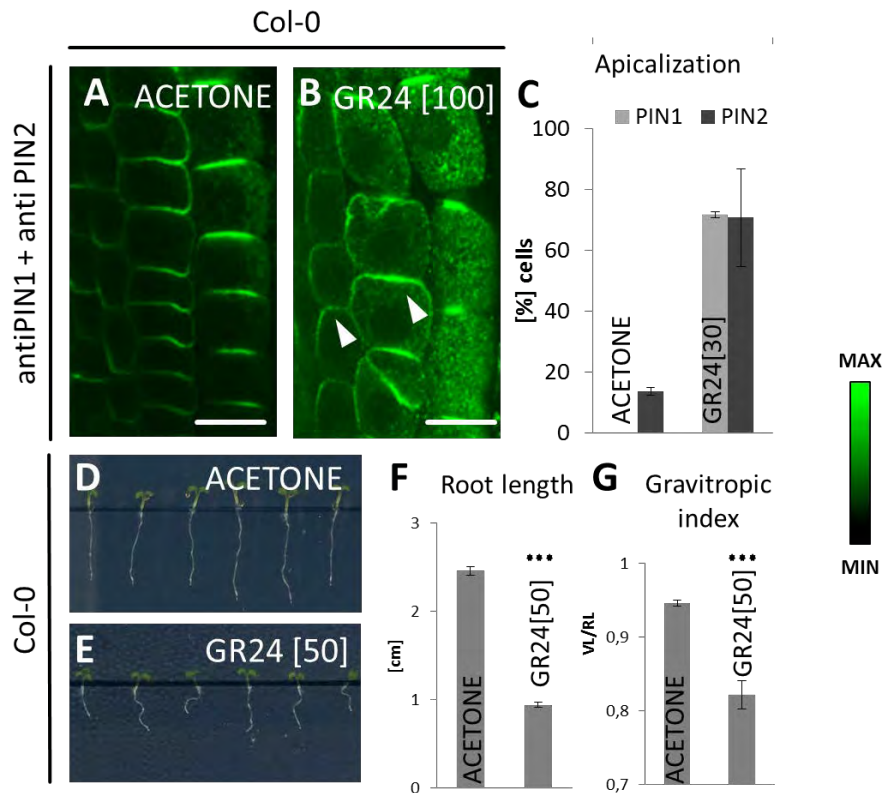 Col-0
antiPIN1 + anti PIN2
A ACETONE
B GR24 [100]
C Apicalization
PIN1 PIN2
[%] cells
100
80
60
40
20
0
ACETONE
GR24[30]
MAX
MIN
Col-0
D ACETONE
E GR24 [50]
F Root length
[cm]
3
2
1
0
ACETONE
GR24[50]
•••
G Gravitropic
index
VL/RL
1
0,9
0,8
0,7
ACETONE
GR24[50]
•••